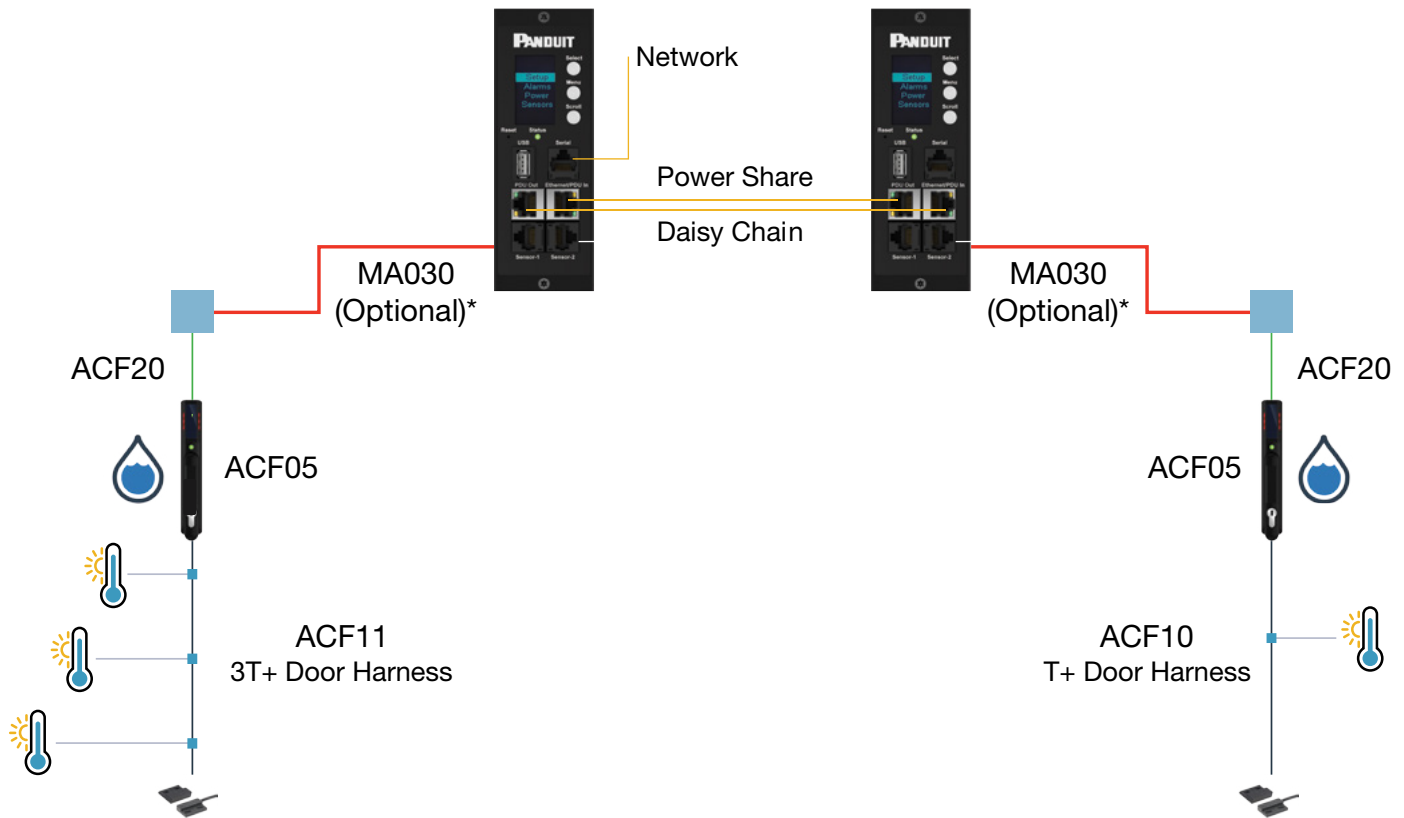 PANDUIT
Select
Setup
Alarms
Power
Sensors
Menu
Scroll
Reset
Status
USB
Serial
PDU Out
Ethernet/PDU In
Sensor-1
Sensor-2
Network
Power Share
Daisy Chain
PANDUIT
Select
Setup
Alarms
Power
Sensors
Menu
Scroll
Reset
Status
USB
Serial
PDU Out
Ethernet/PDU In
Sensor-1
Sensor-2
MA030
(Optional)*
MA030
(Optional)*
ACF20
ACF20
ACF05
ACF05
ACF11
3T+ Door Harness
ACF10
T+ Door Harness